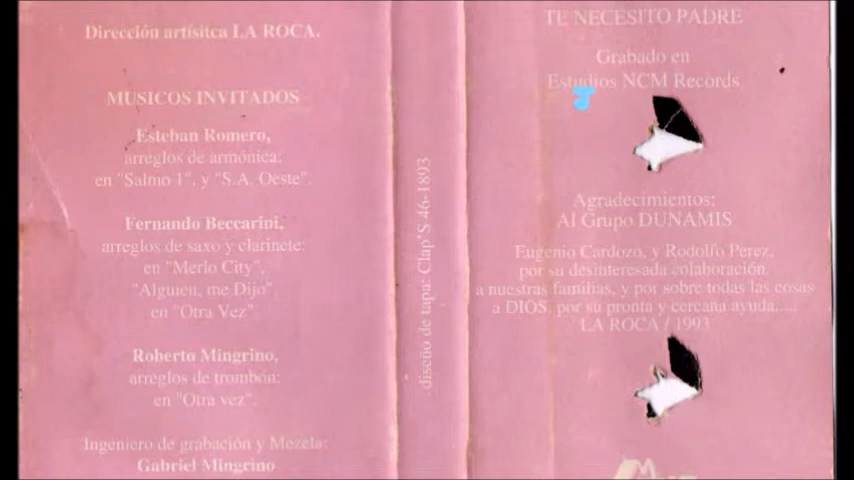 Dirección artísitca LA ROCA.
MUSICOS INVITADOS
Esteban Romero,
arreglos de armónica:
en "Salmo 1", y "S.A. Oeste".
Fernando Beccarini,
arreglos de saxo y clarinete:
en "Merlo City",
"Alguien, me Dijo",
en "Otra Vez"
Roberto Mingrino,
arreglos de trombón:
en "Otra vez".
Ingeniero de grabación y Mezcla:
Gabriel Mingrino
diseño de tapa: Clap'S 46-1893
TE NECESITO PADRE
Grabado en
Estudios NCM Records
Agradecimientos:
Al Grupo DUNAMIS
Eugenio Cardozo, y Rodolfo Perez,
por su desinteresada colaboración,
a nuestras familias, y por sobre todas las cosas
a DIOS, por su pronta y cercana ayuda.....
LA ROCA / 1993